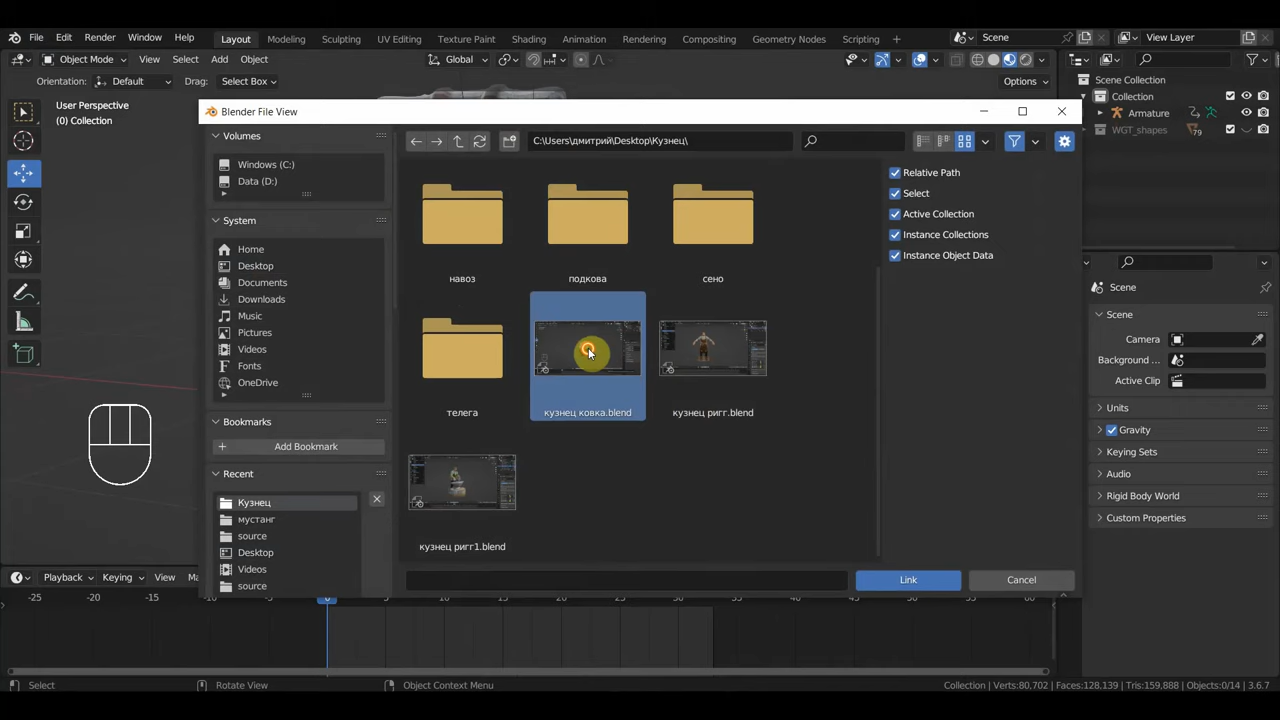 File Edit Render Window Help Layout Modeling Sculpting UV Editing Texture Paint Shading Animation Rendering Compositing Geometry Nodes Scripting Scene View Layer
Object Mode View Select Add Object Global Options
Orientation: Default Drag: Select Box
User Perspective
(0) Collection
Scene Collection
Collection
Armature
WGT_shapes 79
Blender File View
Volumes
Windows (C:)
Data (D:)
System
Home
Desktop
Documents
Downloads
Music
Pictures
Videos
Fonts
OneDrive
Bookmarks
Add Bookmark
Recent
Кузнец
мустанг
source
Desktop
Videos
source
C:\Users\дмитрий\Desktop\Кузнец\
навоз подкова сено
телега кузнец ковка.blend кузнец ригг.blend
кузнец ригг1.blend
Relative Path
Select
Active Collection
Instance Collections
Instance Object Data
Link Cancel
Scene
Scene
Camera
Background ...
Active Clip
Units
Gravity
Keying Sets
Audio
Rigid Body World
Custom Properties
Playback Keying View
-25 -20 -15 -10
Select Rotate View Object Context Menu Collection | Verts:80,702 | Faces:128,139 | Tris:159,888 | Objects:0/14 | 3.6.7